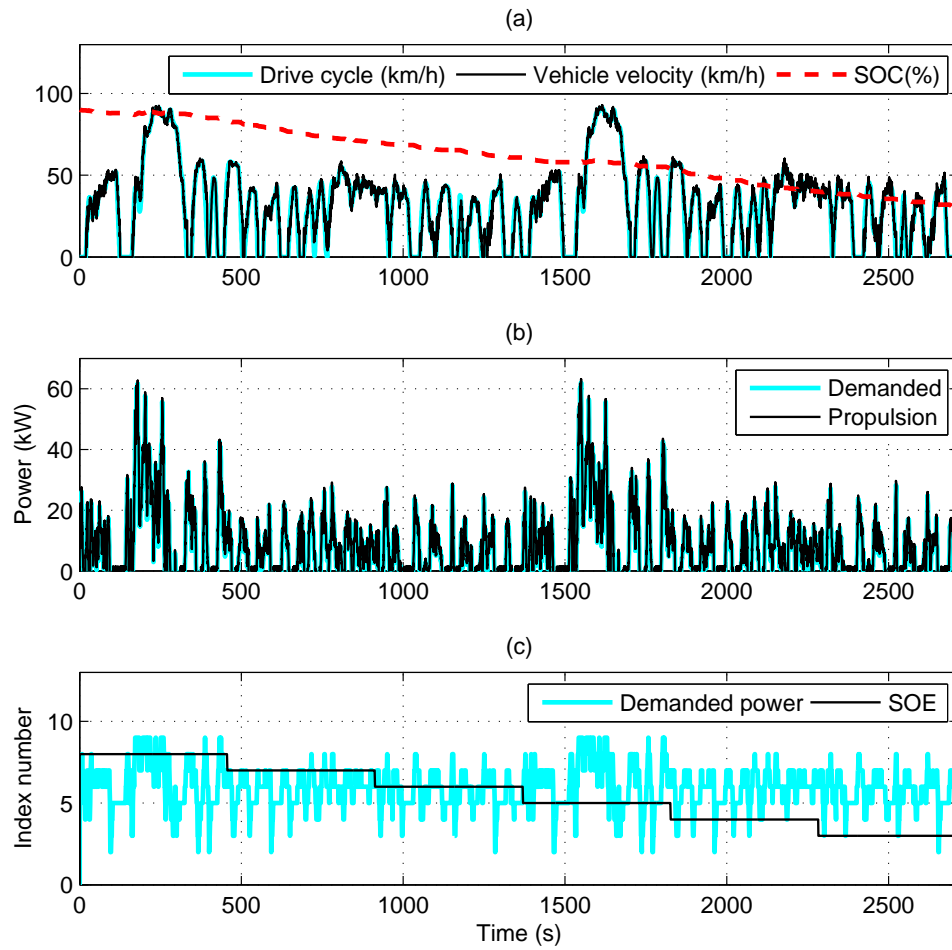 (a)
Drive cycle (km/h) Vehicle velocity (km/h) SOC(%)
100
50
0
0 500 1000 1500 2000 2500
(b)
Demanded
Propulsion
Power (kW)
60
40
20
0
0 500 1000 1500 2000 2500
(c)
Demanded power SOE
Index number
10
5
0
0 500 1000 1500 2000 2500
Time (s)